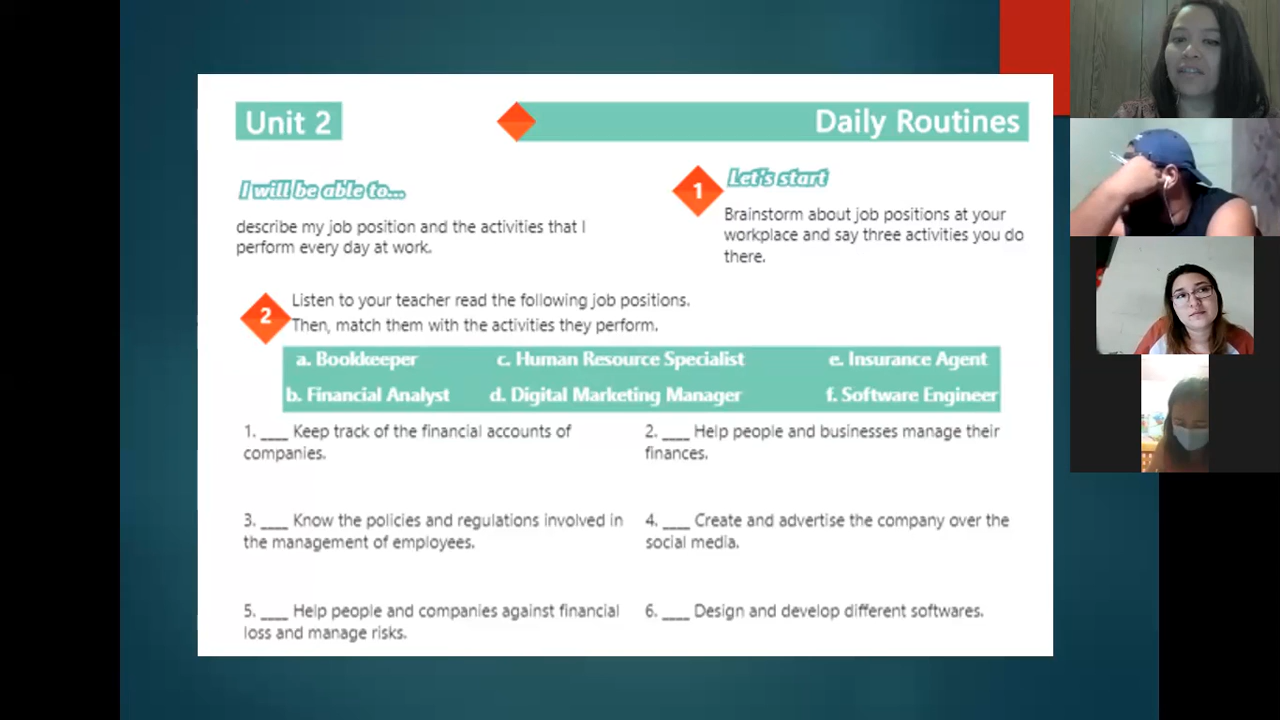 Unit 2
Daily Routines
I will be able to...
describe my job position and the activities that I
perform every day at work.
1
Let's start
Brainstorm about job positions at your
workplace and say three activities you do
there.
2
Listen to your teacher read the following job positions.
Then, match them with the activities they perform.
a. Bookkeeper
c. Human Resource Specialist
e. Insurance Agent
b. Financial Analyst
d. Digital Marketing Manager
f. Software Engineer
1. ____ Keep track of the financial accounts of
companies.
2. ____ Help people and businesses manage their
finances.
3. ____ Know the policies and regulations involved in
the management of employees.
4. ____ Create and advertise the company over the
social media.
5. ____ Help people and companies against financial
loss and manage risks.
6. ____ Design and develop different softwares.